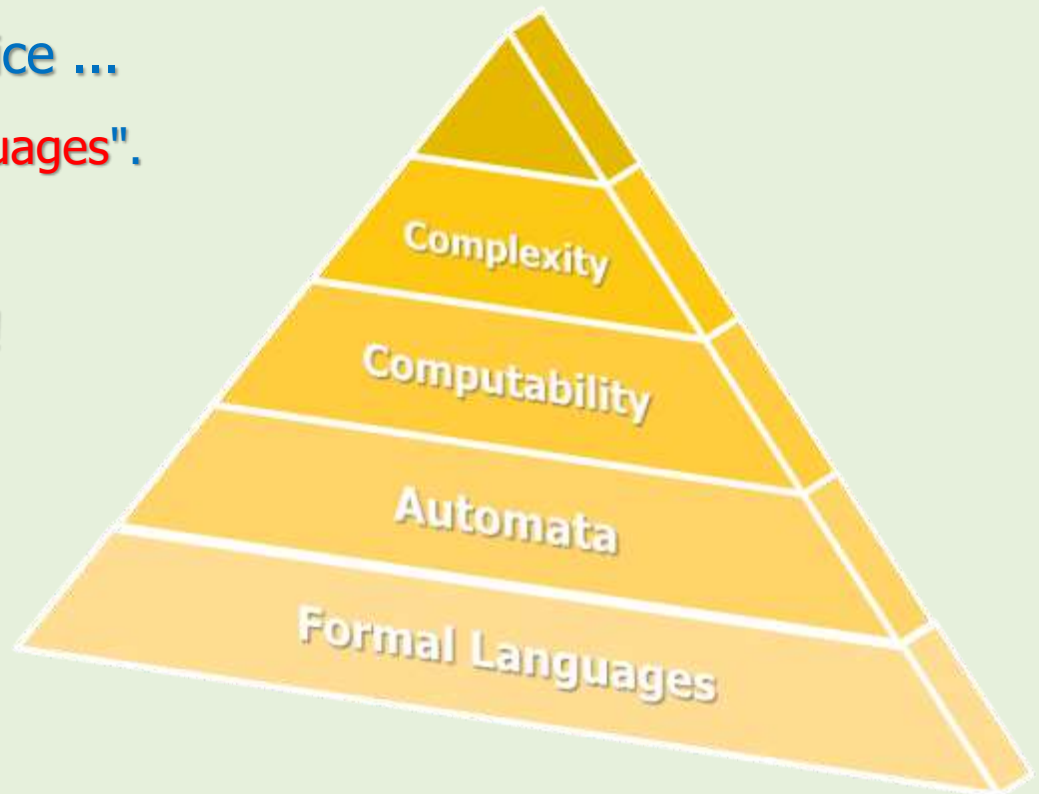 ice ...
uages".
!
Complexity
Computability
Automata
Formal Languages